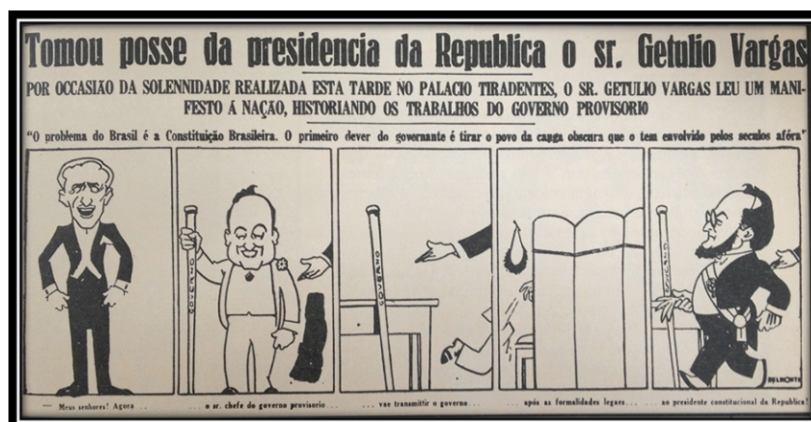 Tomou posse da presidencia da Republica o sr. Getulio Vargas
POR OCCASIÃO DA SOLENNIDADE REALIZADA ESTA TARDE NO PALACIO TIRADENTES, O SR. GETULIO VARGAS LEU UM MANI-
FESTO Á NAÇÃO, HISTORIANDO OS TRABALHOS DO GOVERNO PROVISORIO
"O problema do Brasil é a Constituição Brasileira. O primeiro dever do governante é tirar o povo da canga obscura que o tem envolvido pelos seculos afóra"
— Meus senhores! Agora . .
. . . o sr. chefe do governo provisorio . . .
. . . vae transmittir o governo . . .
. . . após as formalidades legaes . . .
. . . ao presidente constitucional da Republica!
BELMONTE